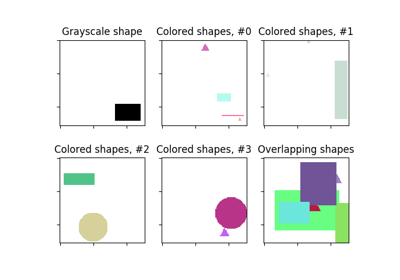 Grayscale shape
Colored shapes, #0
Colored shapes, #1
Colored shapes, #2
Colored shapes, #3
Overlapping shapes